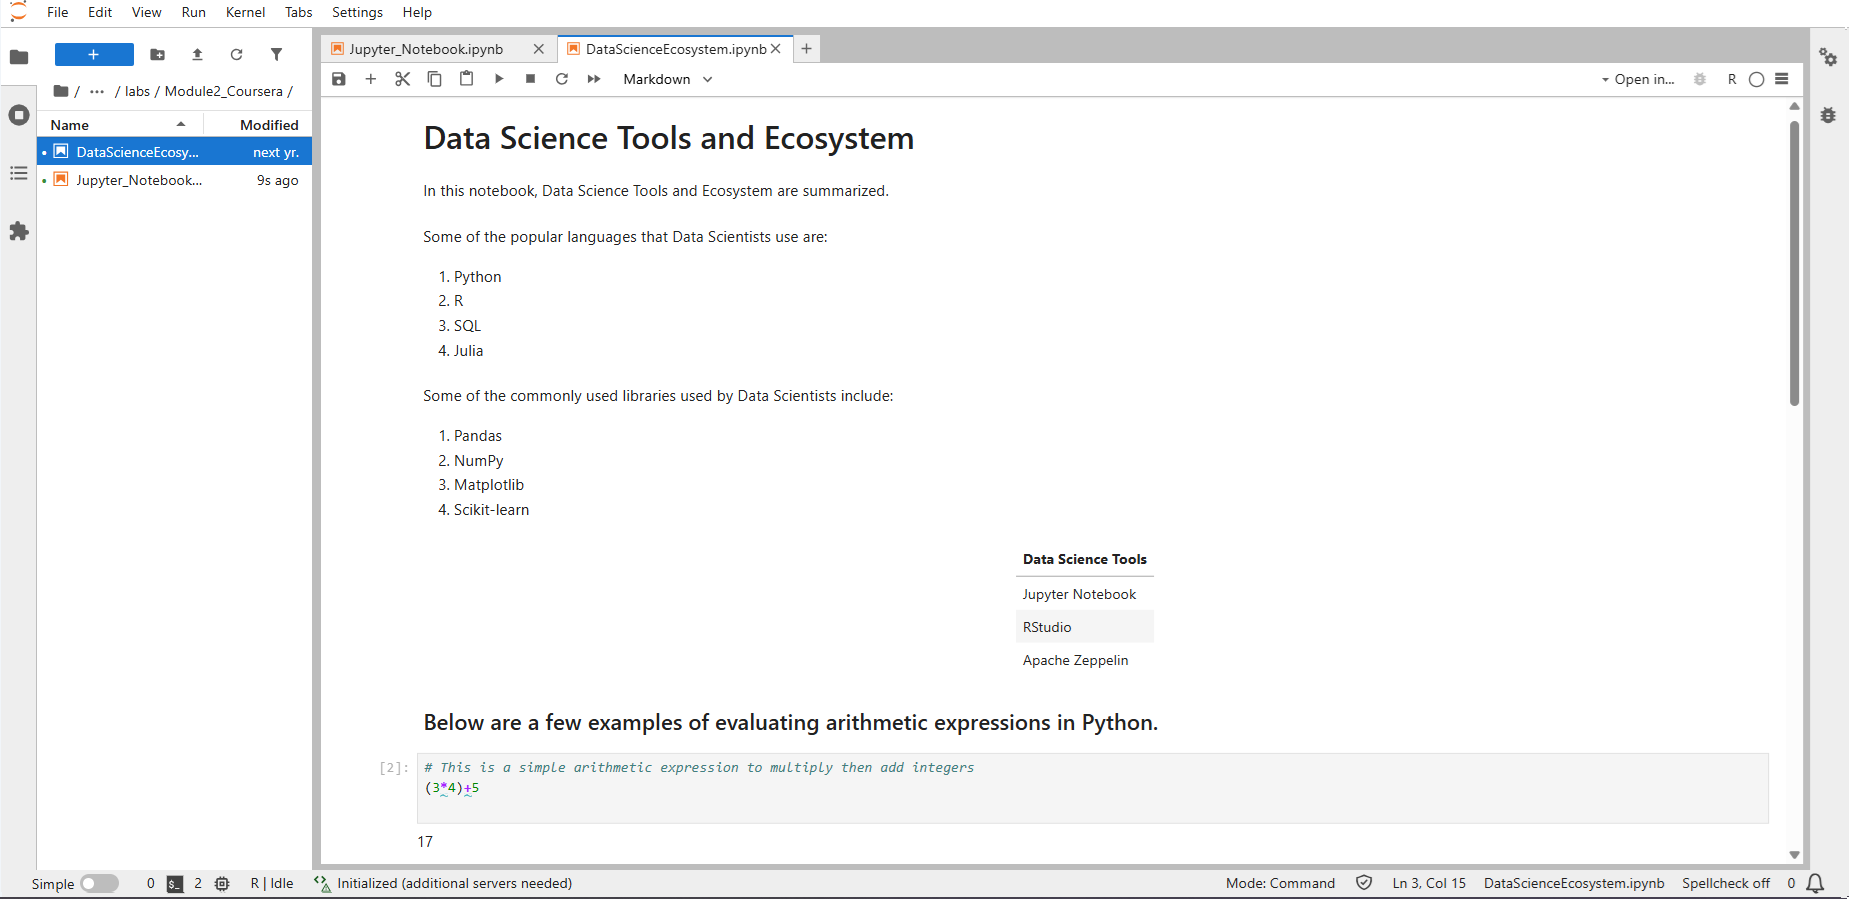 File Edit View Run Kernel Tabs Settings Help
+
/ ··· / labs / Module2_Coursera /
Name Modified
DataScienceEcosy... next yr.
Jupyter_Notebook... 9s ago
Jupyter_Notebook.ipynb DataScienceEcosystem.ipynb
Markdown Open in... R
Data Science Tools and Ecosystem
In this notebook, Data Science Tools and Ecosystem are summarized.
Some of the popular languages that Data Scientists use are:
1. Python
2. R
3. SQL
4. Julia
Some of the commonly used libraries used by Data Scientists include:
1. Pandas
2. NumPy
3. Matplotlib
4. Scikit-learn
Data Science Tools
Jupyter Notebook
RStudio
Apache Zeppelin
Below are a few examples of evaluating arithmetic expressions in Python.
[2]: # This is a simple arithmetic expression to multiply then add integers
(3*4)+5
17
Simple 0 $_ 2 R | Idle Initialized (additional servers needed) Mode: Command Ln 3, Col 15 DataScienceEcosystem.ipynb Spellcheck off 0